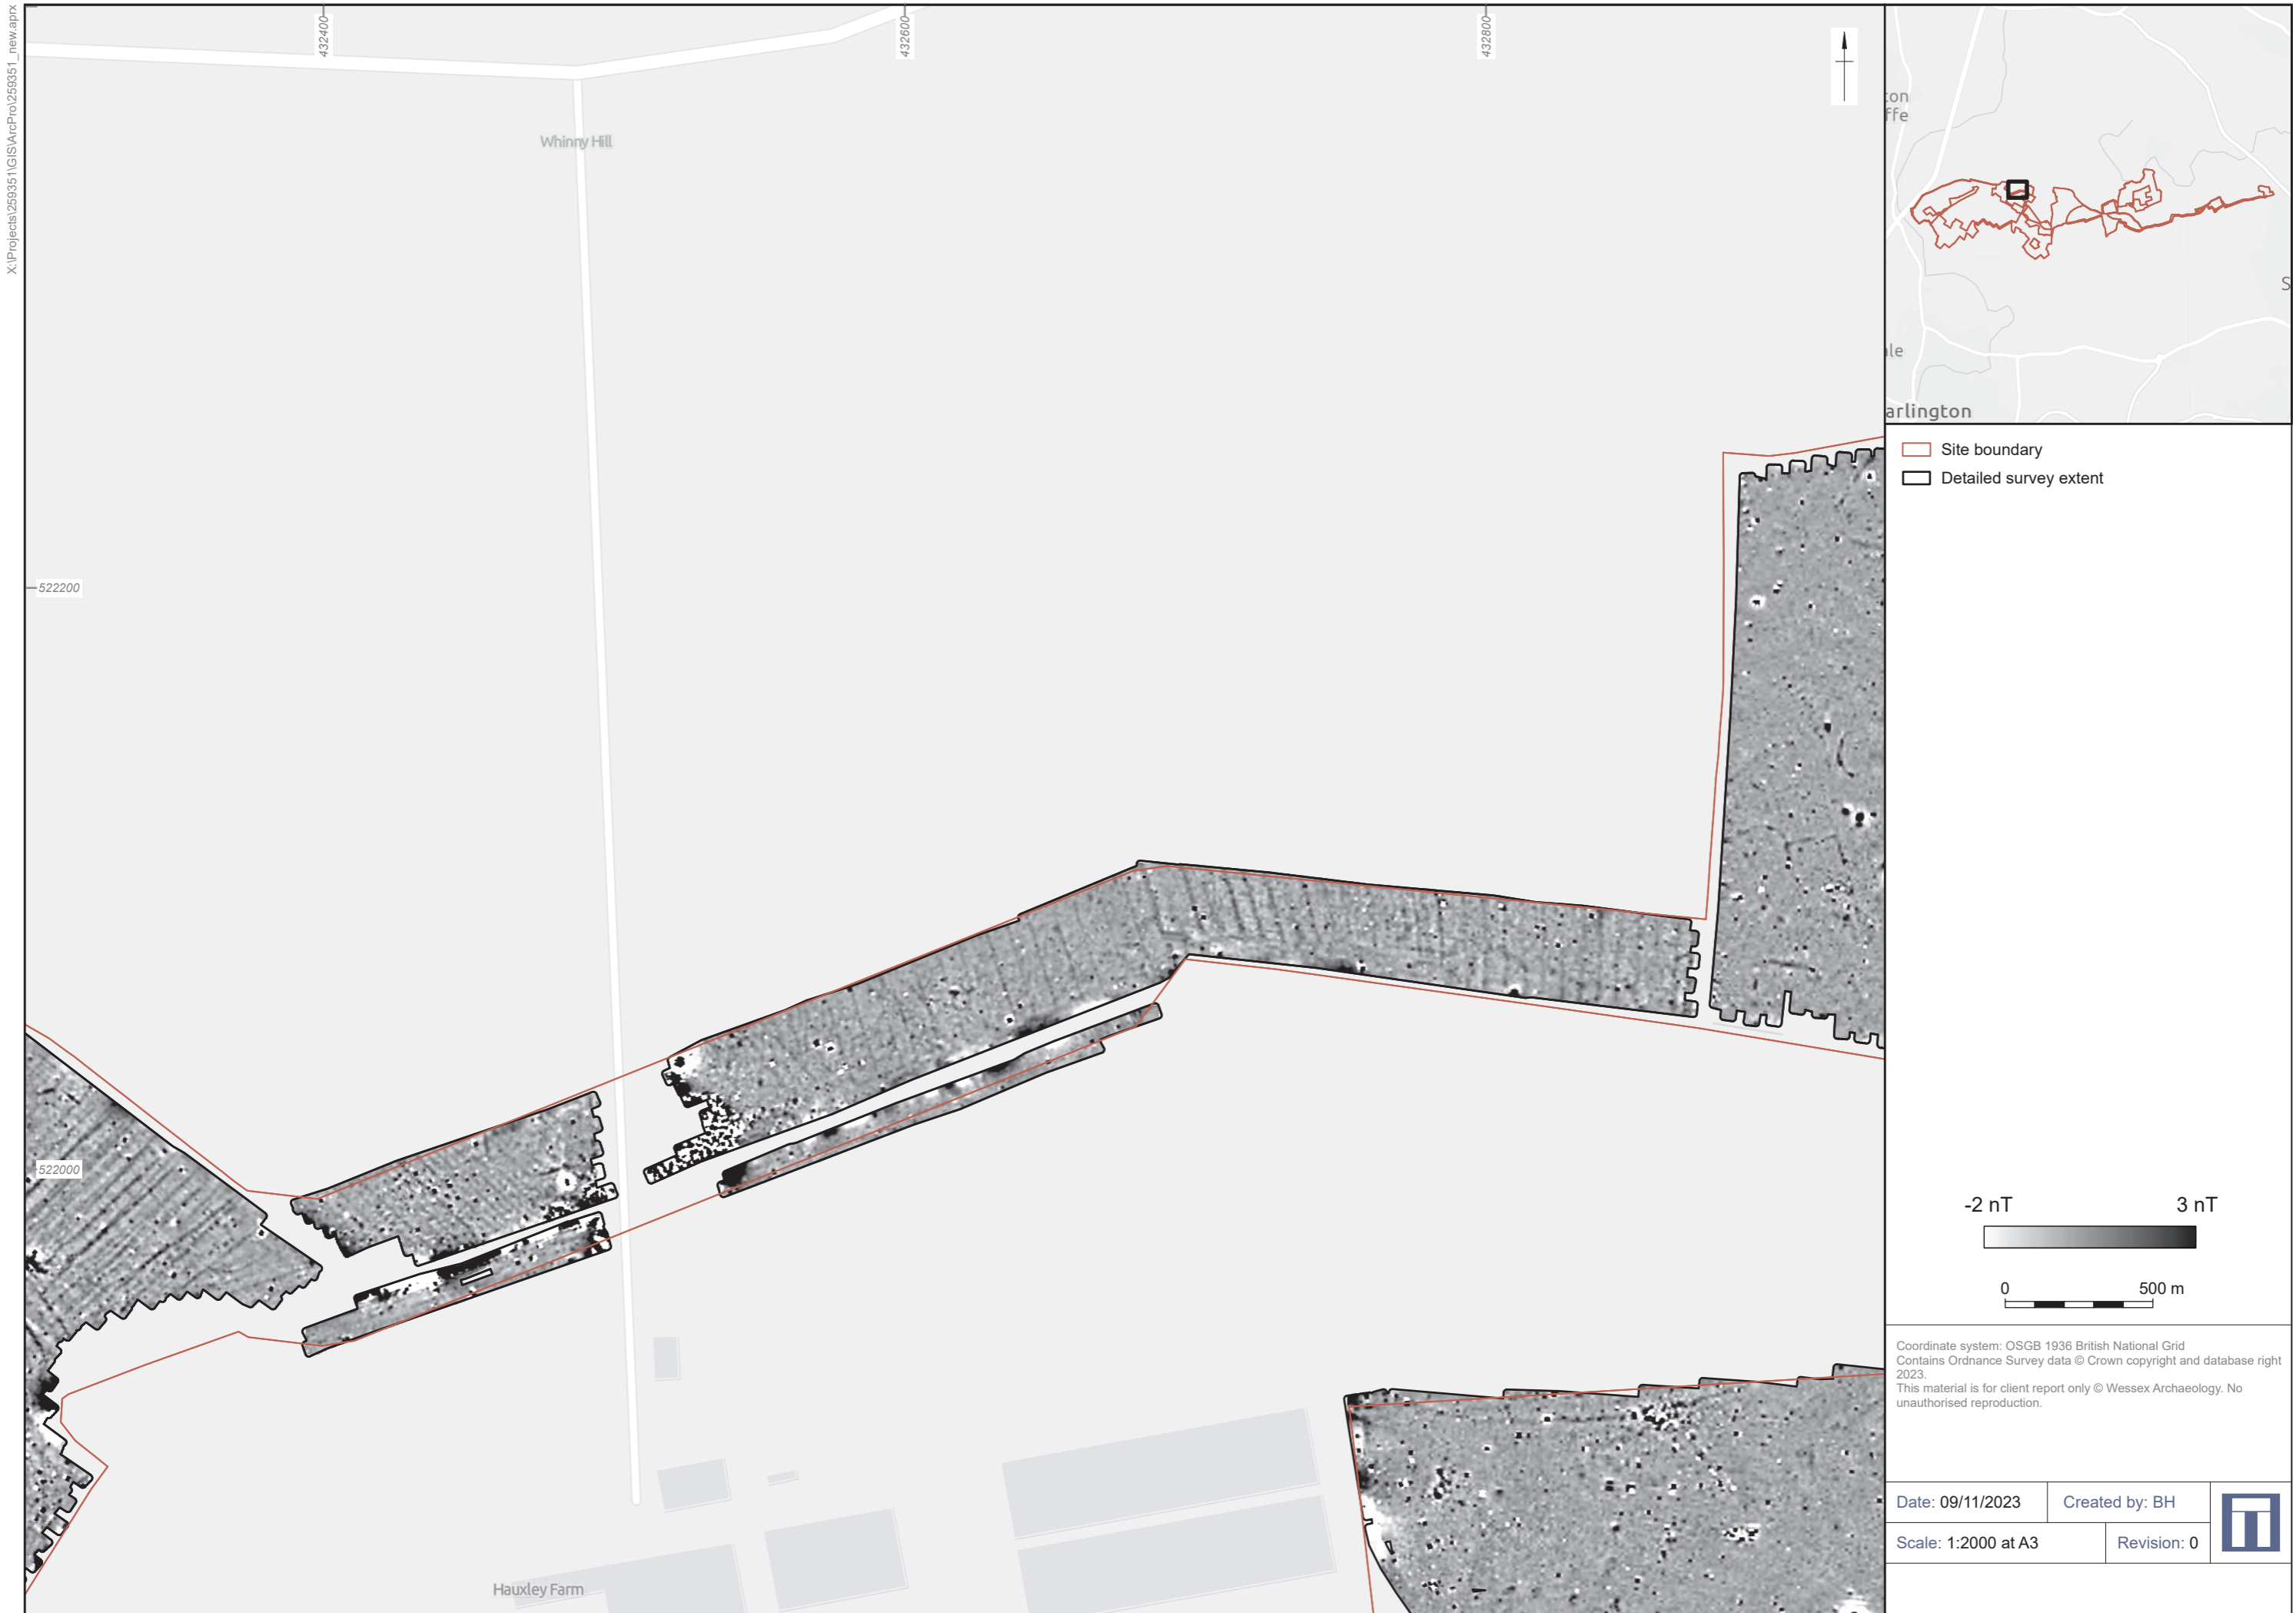 X:\Projects\259351\GIS\ArcPro\259351_new.aprx
432400
432600
432800
Whinny Hill
522200
522000
Hauxley Farm
ton
ffe
ale
S
arlington
Site boundary
Detailed survey extent
-2 nT 3 nT
0 500 m
Coordinate system: OSGB 1936 British National Grid
Contains Ordnance Survey data © Crown copyright and database right
2023.
This material is for client report only © Wessex Archaeology. No
unauthorised reproduction.
Date: 09/11/2023 Created by: BH
Scale: 1:2000 at A3 Revision: 0